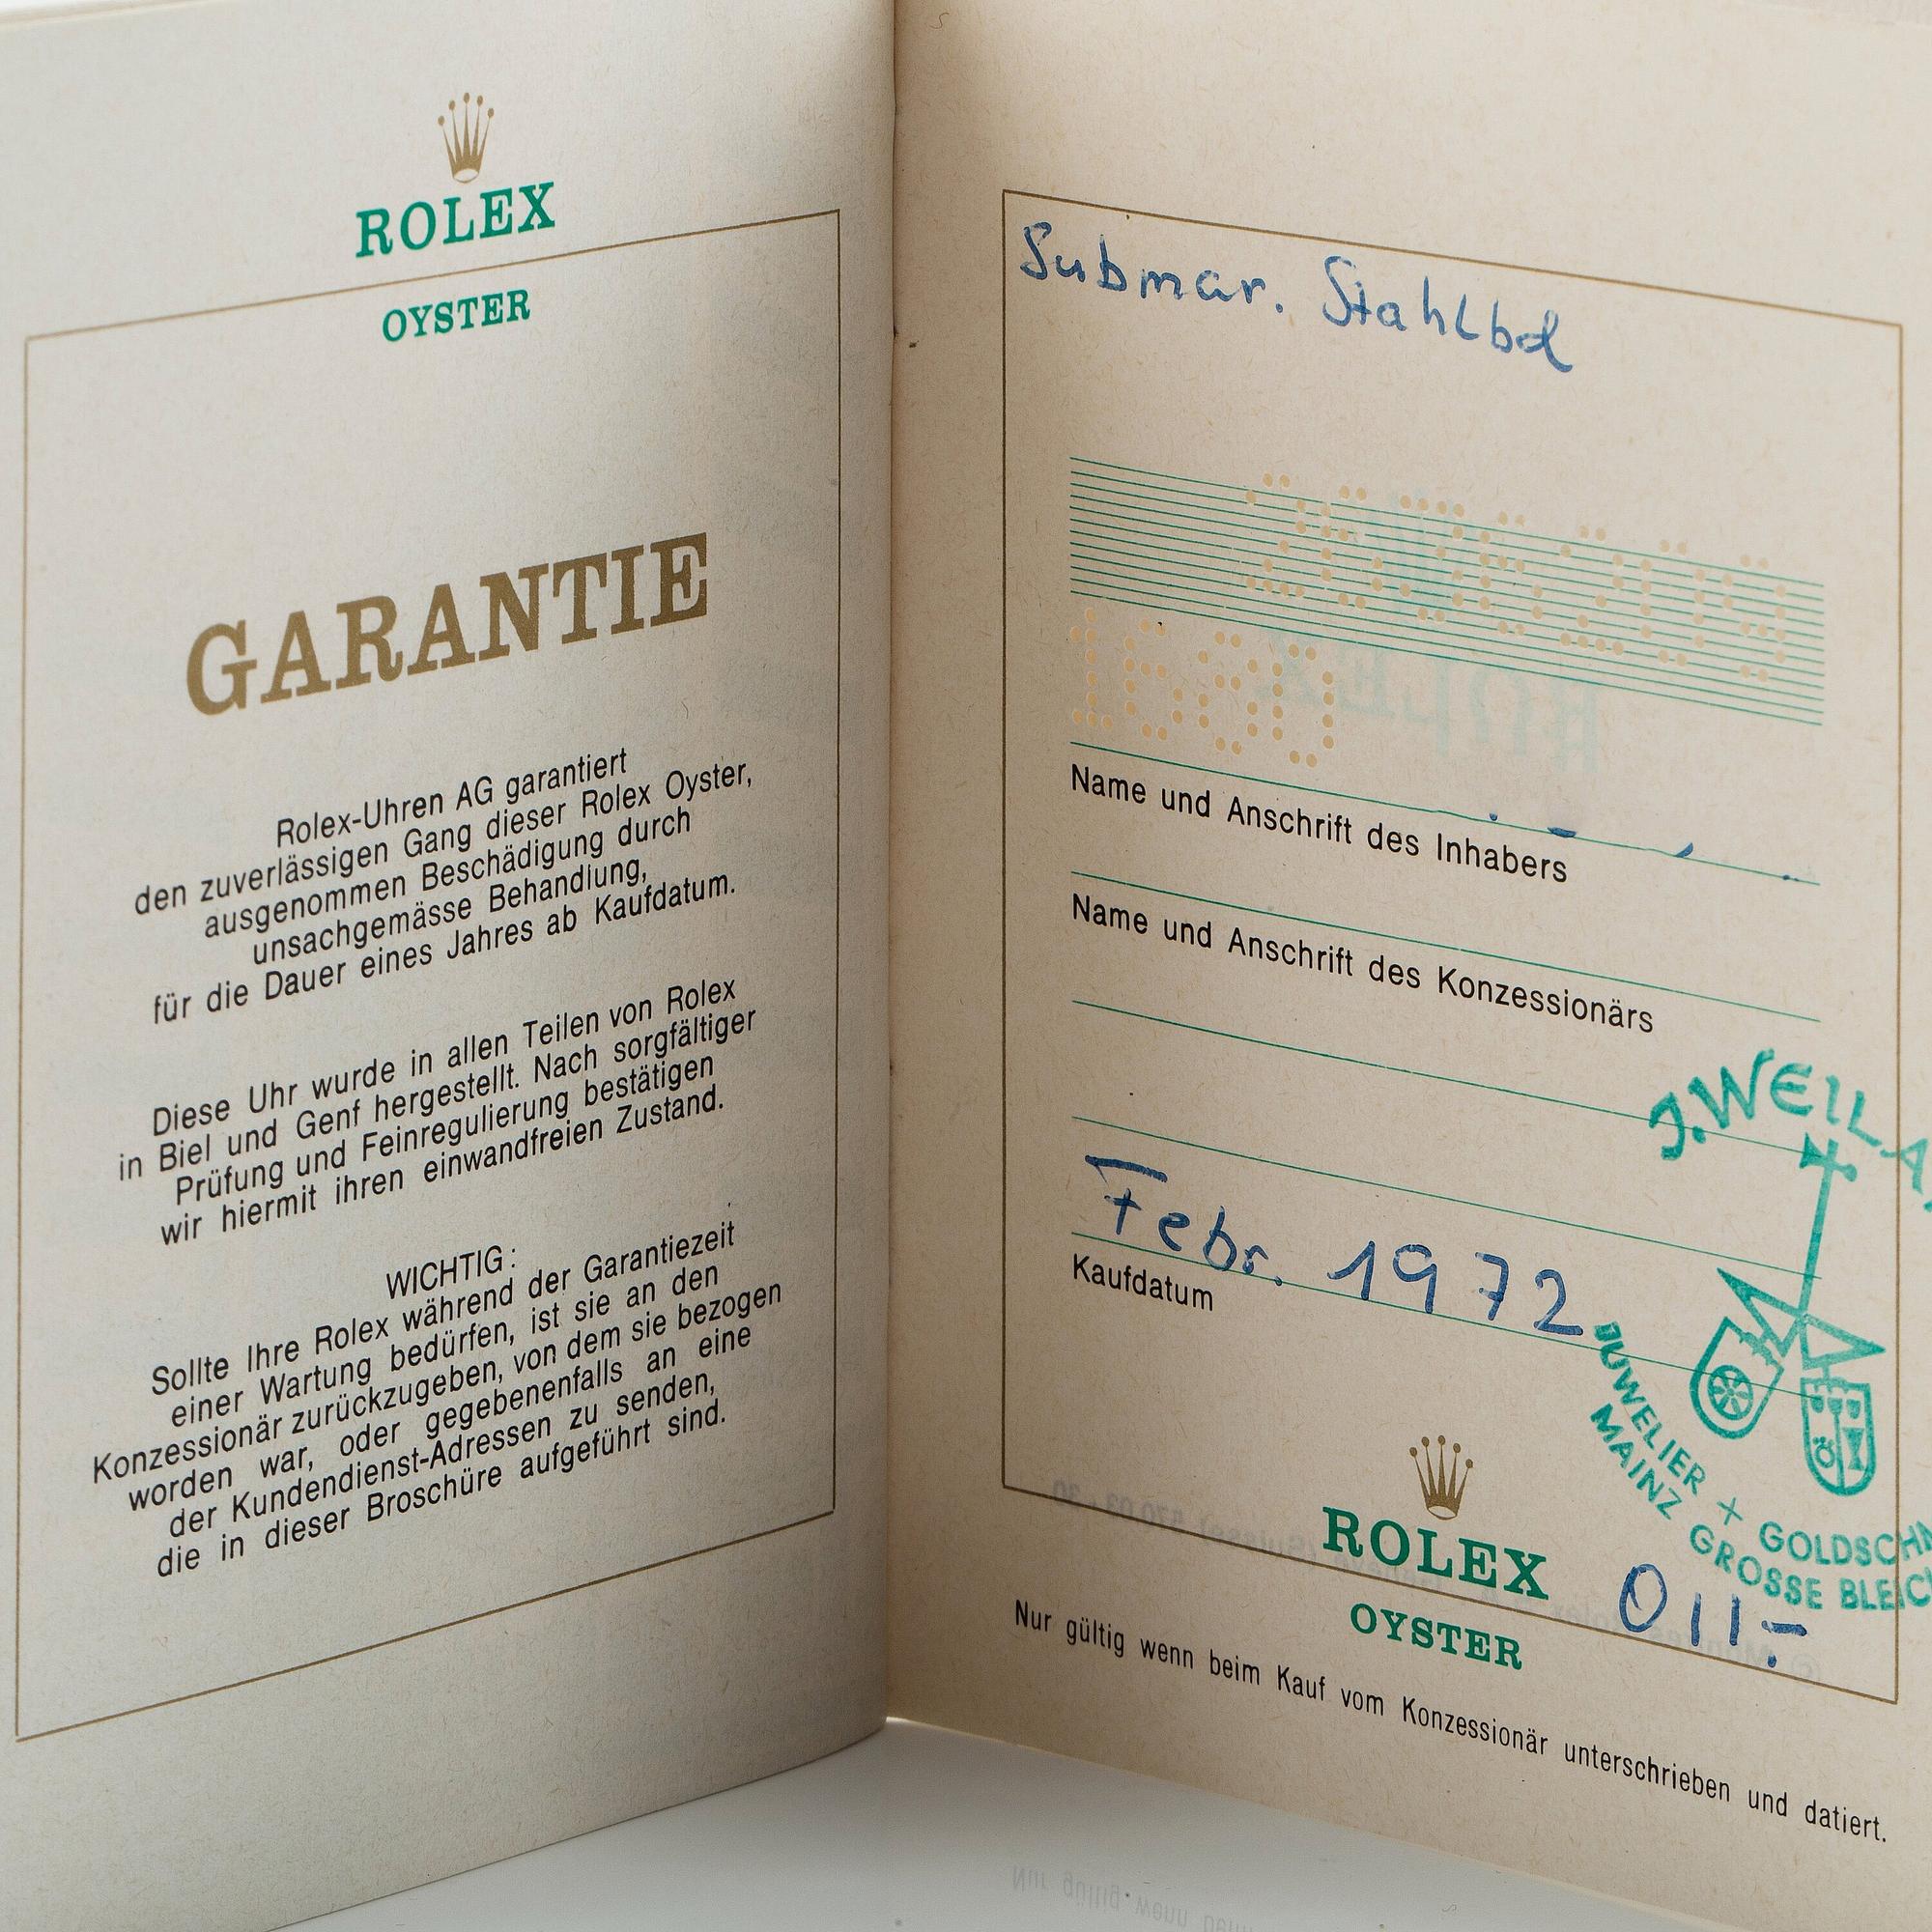 ROLEX
OYSTER
GARANTIE
Rolex-Uhren AG garantiert
den zuverlässigen Gang dieser Rolex Oyster,
ausgenommen Beschädigung durch
unsachgemässe Behandlung,
für die Dauer eines Jahres ab Kaufdatum.
Diese Uhr wurde in allen Teilen von Rolex
in Biel und Genf hergestellt. Nach sorgfältiger
Prüfung und Feinregulierung bestätigen
wir hiermit ihren einwandfreien Zustand.
WICHTIG:
Sollte Ihre Rolex während der Garantiezeit
einer Wartung bedürfen, ist sie an den
Konzessionär zurückzugeben, von dem sie bezogen
worden war, oder gegebenenfalls an eine
der Kundendienst-Adressen zu senden,
die in dieser Broschüre aufgeführt sind.
Submar. Stahlbd
1680
Name und Anschrift des Inhabers
Name und Anschrift des Konzessionärs
J. WEILA
Febr. 1972
Kaufdatum
JUWELIER + GOLDSCHM
MAINZ GROSSE BLEICH
ROLEX
OYSTER
011:-
Nur gültig wenn beim Kauf vom Konzessionär unterschrieben und datiert.